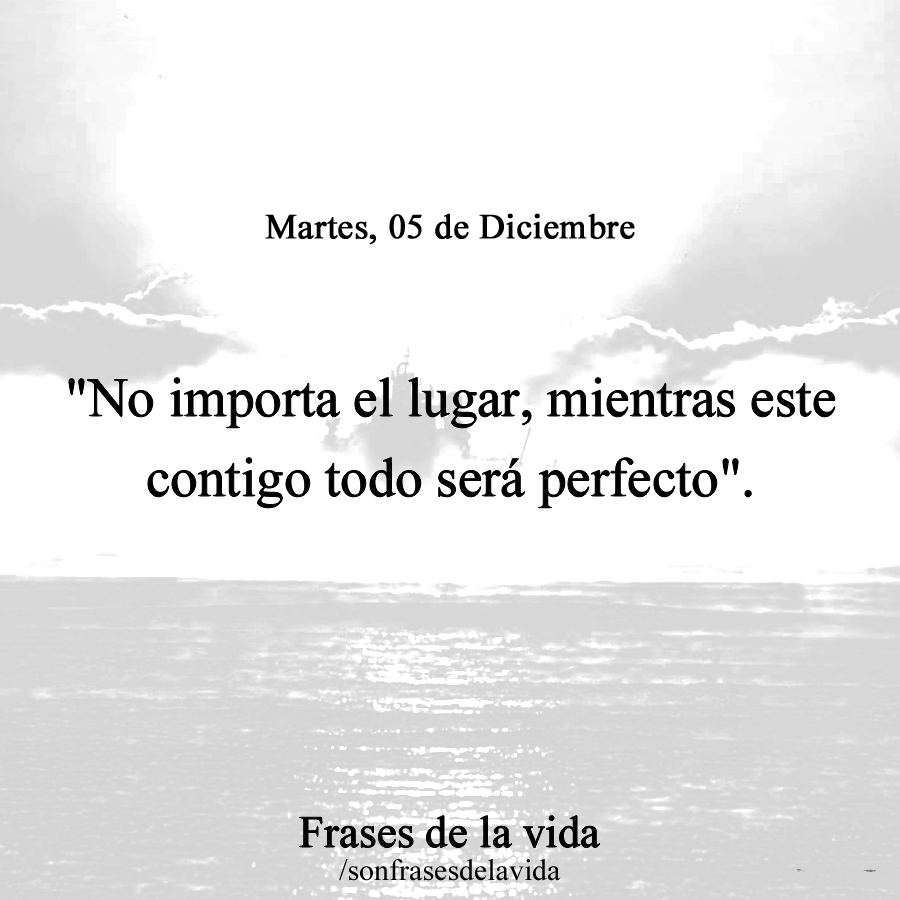 Martes, 05 de Diciembre
"No importa el lugar, mientras este
contigo todo será perfecto".
Frases de la vida
/sonfrasesdelavida